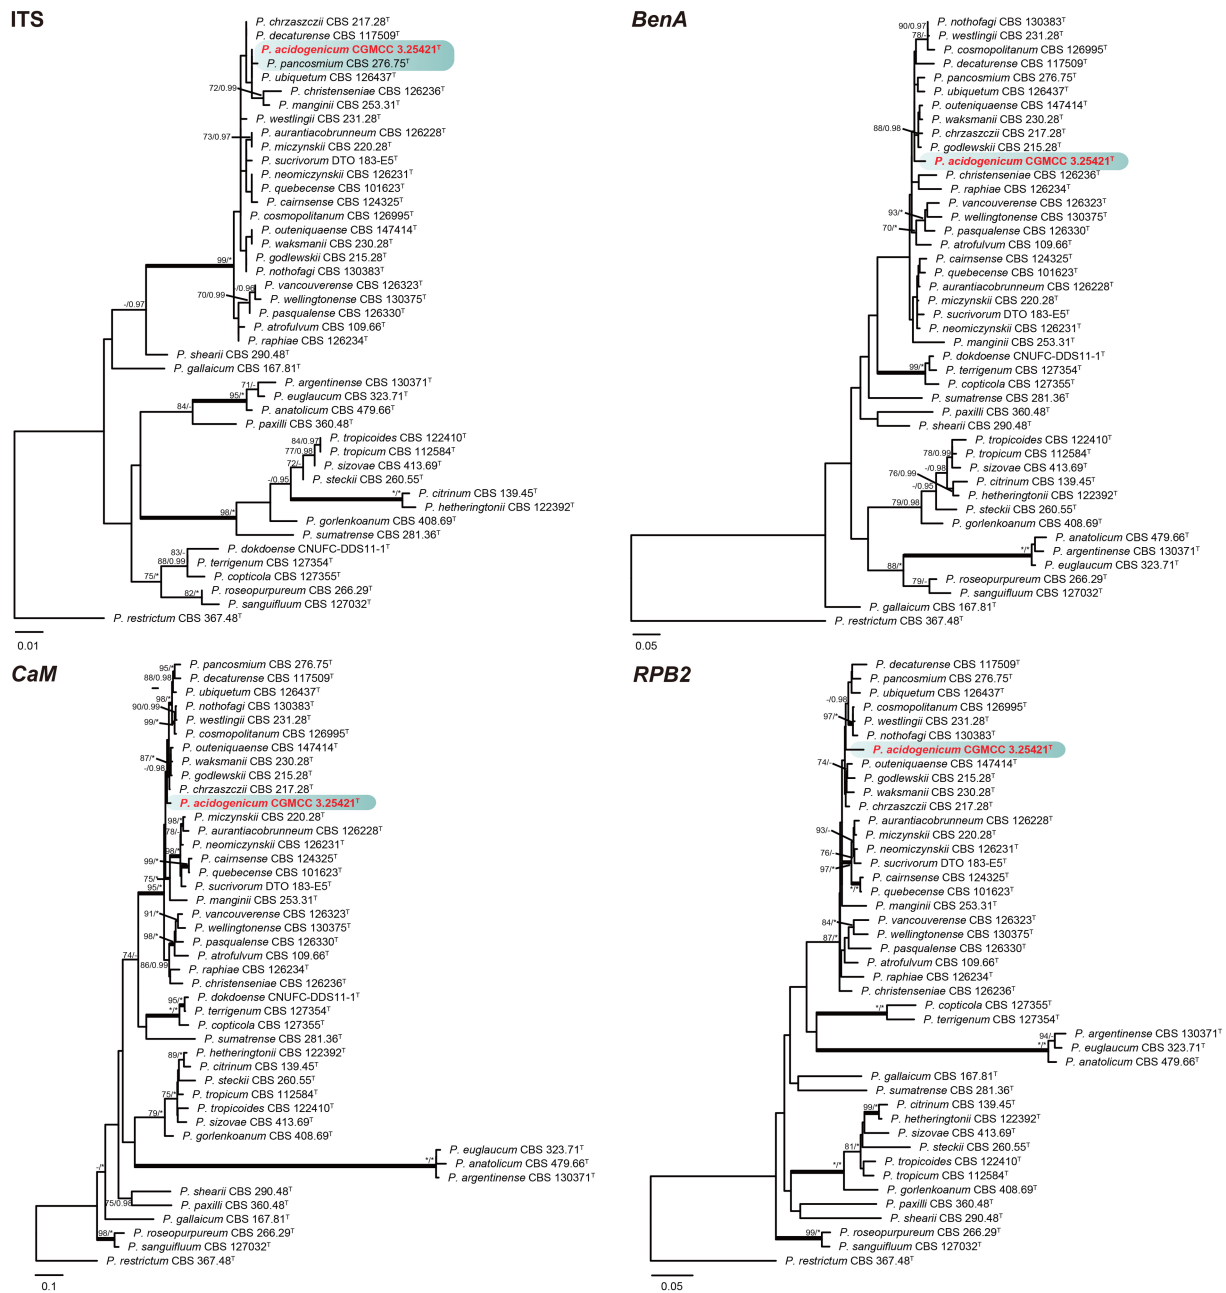 ITS
P. chrzaszczii CBS 217.28T
P. decaturense CBS 117509T
P. acidogenicum CGMCC 3.25421T
P. pancosmium CBS 276.75T
P. ubiquetum CBS 126437T
72/0.99
P. christenseniae CBS 126236T
P. manginii CBS 253.31T
P. westlingii CBS 231.28T
73/0.97
P. aurantiacobrunneum CBS 126228T
P. miczynskii CBS 220.28T
P. sucrivorum DTO 183-E5T
P. neomiczynskii CBS 126231T
P. quebecense CBS 101623T
P. cairnsense CBS 124325T
P. cosmopolitanum CBS 126995T
P. outeniquaense CBS 147414T
P. waksmanii CBS 230.28T
99/*
P. godlewskii CBS 215.28T
P. nothofagi CBS 130383T
-/0.96
P. vancouverense CBS 126323T
70/0.99
P. wellingtonense CBS 130375T
-/0.97
P. pasqualense CBS 126330T
P. atrofulvum CBS 109.66T
P. raphiae CBS 126234T
P. shearii CBS 290.48T
P. gallaicum CBS 167.81T
71/-
P. argentinense CBS 130371T
95/*
P. euglaucum CBS 323.71T
84/-
P. anatolicum CBS 479.66T
P. paxilli CBS 360.48T
84/0.97
P. tropicoides CBS 122410T
77/0.98
P. tropicum CBS 112584T
72/-
P. sizovae CBS 413.69T
-/0.95
P. steckii CBS 260.55T
*/*
P. citrinum CBS 139.45T
P. hetheringtonii CBS 122392T
98/*
P. gorlenkoanum CBS 408.69T
P. sumatrense CBS 281.36T
83/-
P. dokdoense CNUFC-DDS11-1T
88/0.99
P. terrigenum CBS 127354T
75/*
P. copticola CBS 127355T
82/*
P. roseopurpureum CBS 266.29T
P. sanguifluum CBS 127032T
P. restrictum CBS 367.48T
0.01
BenA
90/0.97
P. nothofagi CBS 130383T
78/-
P. westlingii CBS 231.28T
P. cosmopolitanum CBS 126995T
P. decaturense CBS 117509T
P. pancosmium CBS 276.75T
P. ubiquetum CBS 126437T
P. outeniquaense CBS 147414T
P. waksmanii CBS 230.28T
88/0.98
P. chrzaszczii CBS 217.28T
P. godlewskii CBS 215.28T
P. acidogenicum CGMCC 3.25421T
P. christenseniae CBS 126236T
P. raphiae CBS 126234T
P. vancouverense CBS 126323T
93/*
P. wellingtonense CBS 130375T
70/*
P. pasqualense CBS 126330T
P. atrofulvum CBS 109.66T
P. cairnsense CBS 124325T
P. quebecense CBS 101623T
P. aurantiacobrunneum CBS 126228T
P. miczynskii CBS 220.28T
P. sucrivorum DTO 183-E5T
P. neomiczynskii CBS 126231T
P. manginii CBS 253.31T
P. dokdoense CNUFC-DDS11-1T
99/*
P. terrigenum CBS 127354T
P. copticola CBS 127355T
P. sumatrense CBS 281.36T
P. paxilli CBS 360.48T
P. shearii CBS 290.48T
P. tropicoides CBS 122410T
78/0.99
P. tropicum CBS 112584T
-/0.98
P. sizovae CBS 413.69T
76/0.99
P. citrinum CBS 139.45T
-/0.95
P. hetheringtonii CBS 122392T
79/0.98
P. steckii CBS 260.55T
P. gorlenkoanum CBS 408.69T
P. anatolicum CBS 479.66T
*/*
P. argentinense CBS 130371T
88/*
P. euglaucum CBS 323.71T
79/-
P. roseopurpureum CBS 266.29T
P. sanguifluum CBS 127032T
P. gallaicum CBS 167.81T
P. restrictum CBS 367.48T
0.05
CaM
95/*
P. pancosmium CBS 276.75T
88/0.98
P. decaturense CBS 117509T
P. ubiquetum CBS 126437T
98/*
P. nothofagi CBS 130383T
90/0.99
P. westlingii CBS 231.28T
99/*
P. cosmopolitanum CBS 126995T
P. outeniquaense CBS 147414T
87/*
P. waksmanii CBS 230.28T
-/0.98
P. godlewskii CBS 215.28T
P. chrzaszczii CBS 217.28T
P. acidogenicum CGMCC 3.25421T
98/*
P. miczynskii CBS 220.28T
78/-
P. aurantiacobrunneum CBS 126228T
98/*
P. neomiczynskii CBS 126231T
99/*
P. cairnsense CBS 124325T
P. quebecense CBS 101623T
75/*
P. sucrivorum DTO 183-E5T
95/*
P. manginii CBS 253.31T
91/*
P. vancouverense CBS 126323T
P. wellingtonense CBS 130375T
98/*
P. pasqualense CBS 126330T
74/-
P. atrofulvum CBS 109.66T
86/0.99
P. raphiae CBS 126234T
P. christenseniae CBS 126236T
95/*
P. dokdoense CNUFC-DDS11-1T
*/*
P. terrigenum CBS 127354T
P. copticola CBS 127355T
P. sumatrense CBS 281.36T
89/*
P. hetheringtonii CBS 122392T
P. citrinum CBS 139.45T
P. steckii CBS 260.55T
75/*
P. tropicum CBS 112584T
79/*
P. tropicoides CBS 122410T
P. sizovae CBS 413.69T
P. gorlenkoanum CBS 408.69T
P. euglaucum CBS 323.71T
*/*
P. anatolicum CBS 479.66T
-/*
P. argentinense CBS 130371T
P. shearii CBS 290.48T
75/0.98
P. paxilli CBS 360.48T
P. gallaicum CBS 167.81T
98/*
P. roseopurpureum CBS 266.29T
P. sanguifluum CBS 127032T
P. restrictum CBS 367.48T
0.1
RPB2
P. decaturense CBS 117509T
P. pancosmium CBS 276.75T
P. ubiquetum CBS 126437T
-/0.98
P. cosmopolitanum CBS 126995T
97/*
P. westlingii CBS 231.28T
P. nothofagi CBS 130383T
P. acidogenicum CGMCC 3.25421T
74/-
P. outeniquaense CBS 147414T
P. godlewskii CBS 215.28T
P. waksmanii CBS 230.28T
P. chrzaszczii CBS 217.28T
P. aurantiacobrunneum CBS 126228T
93/-
P. miczynskii CBS 220.28T
76/-
P. neomiczynskii CBS 126231T
97/*
P. sucrivorum DTO 183-E5T
P. cairnsense CBS 124325T
*/*
P. quebecense CBS 101623T
P. manginii CBS 253.31T
84/*
P. vancouverense CBS 126323T
87/*
P. wellingtonense CBS 130375T
P. pasqualense CBS 126330T
P. atrofulvum CBS 109.66T
P. raphiae CBS 126234T
P. christenseniae CBS 126236T
*/*
P. copticola CBS 127355T
P. terrigenum CBS 127354T
94/-
P. argentinense CBS 130371T
*/*
P. euglaucum CBS 323.71T
P. anatolicum CBS 479.66T
P. gallaicum CBS 167.81T
P. sumatrense CBS 281.36T
99/*
P. citrinum CBS 139.45T
P. hetheringtonii CBS 122392T
P. sizovae CBS 413.69T
81/*
P. steckii CBS 260.55T
*/*
P. tropicoides CBS 122410T
P. tropicum CBS 112584T
P. gorlenkoanum CBS 408.69T
P. paxilli CBS 360.48T
P. shearii CBS 290.48T
99/*
P. roseopurpureum CBS 266.29T
P. sanguifluum CBS 127032T
P. restrictum CBS 367.48T
0.05